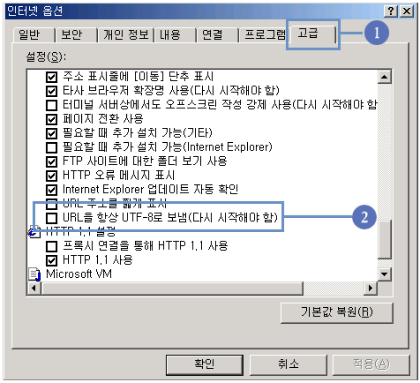 인터넷 옵션
일반 보안 개인 정보 내용 연결 프로그램 고급
1
설정(S):
주소 표시줄에 [이동] 단추 표시
타사 브라우저 확장명 사용(다시 시작해야 함)
터미널 서버상에서도 오프스크린 작성 강제 사용(다시 시작해야 함
페이지 전환 사용
필요할 때 추가 설치 가능(기타)
필요할 때 추가 설치 가능(Internet Explorer)
FTP 사이트에 대한 폴더 보기 사용
HTTP 오류 메시지 표시
Internet Explorer 업데이트 자동 확인
URL 주소를 짧게 표시
URL을 항상 UTF-8로 보냄(다시 시작해야 함)
2
HTTP 1.1 설정
프록시 연결을 통해 HTTP 1.1 사용
HTTP 1.1 사용
Microsoft VM
기본값 복원(R)
확인 취소 적용(A)